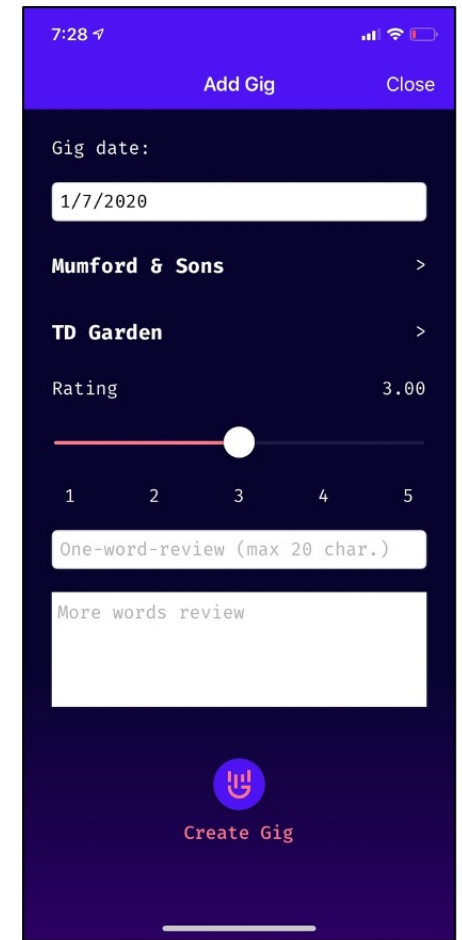 7:28
Add Gig Close
Gig date:
1/7/2020
Mumford & Sons >
TD Garden >
Rating 3.00
1 2 3 4 5
One-word-review (max 20 char.)
More words review
Create Gig